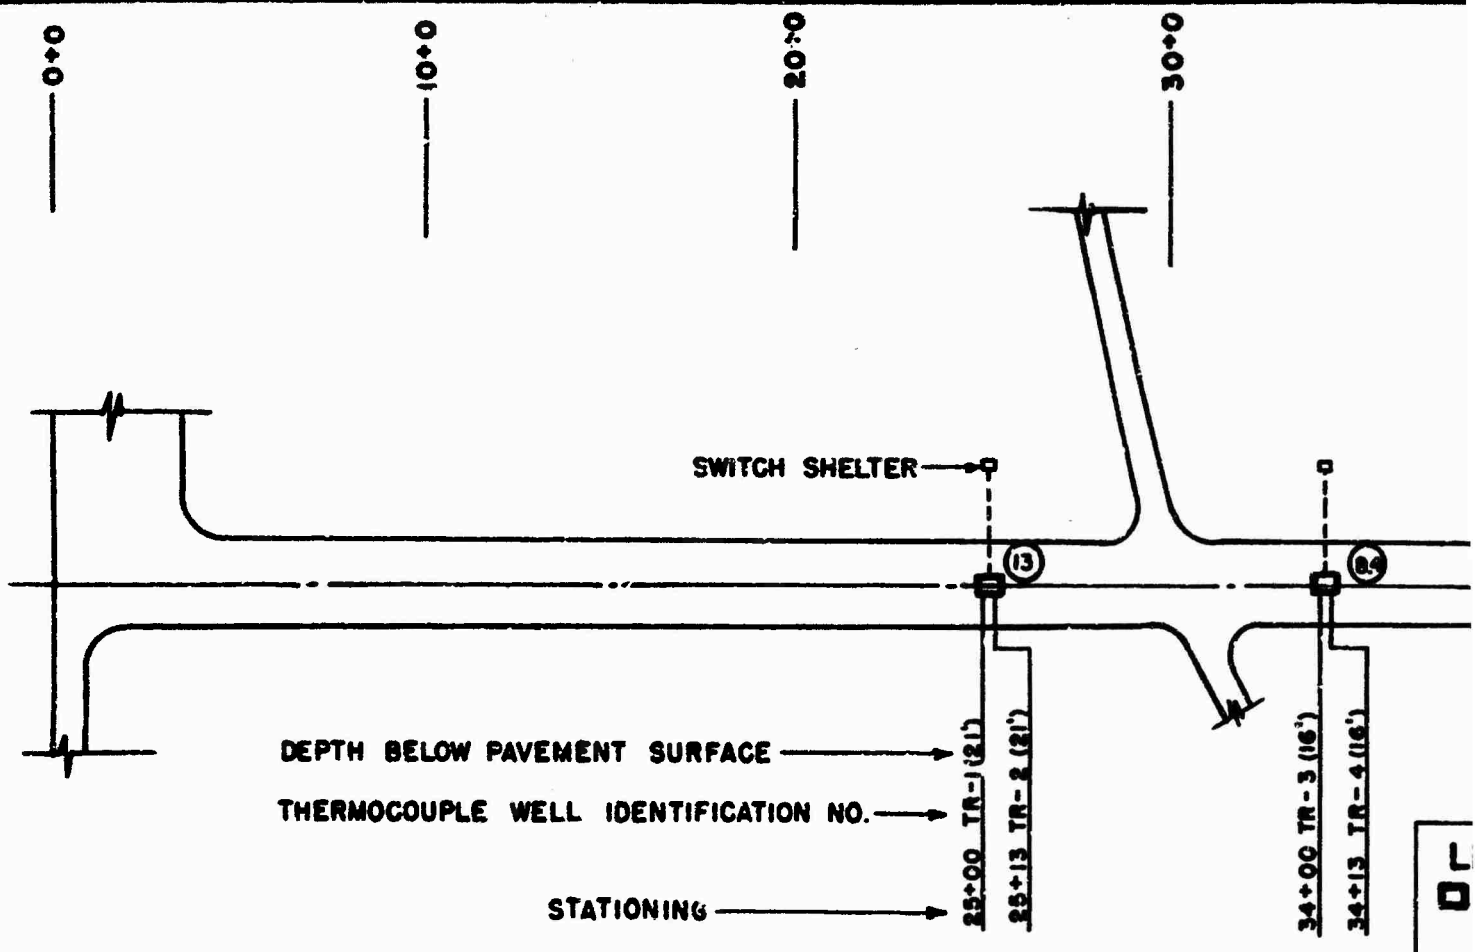 0+0
10+0
20+0
30+0
SWITCH SHELTER
13
8.4
DEPTH BELOW PAVEMENT SURFACE
THERMOCOUPLE WELL IDENTIFICATION NO.
STATIONING
25+00 TR-1 (21')
25+13 TR-2 (21')
34+00 TR-3 (16')
34+13 TR-4 (16')